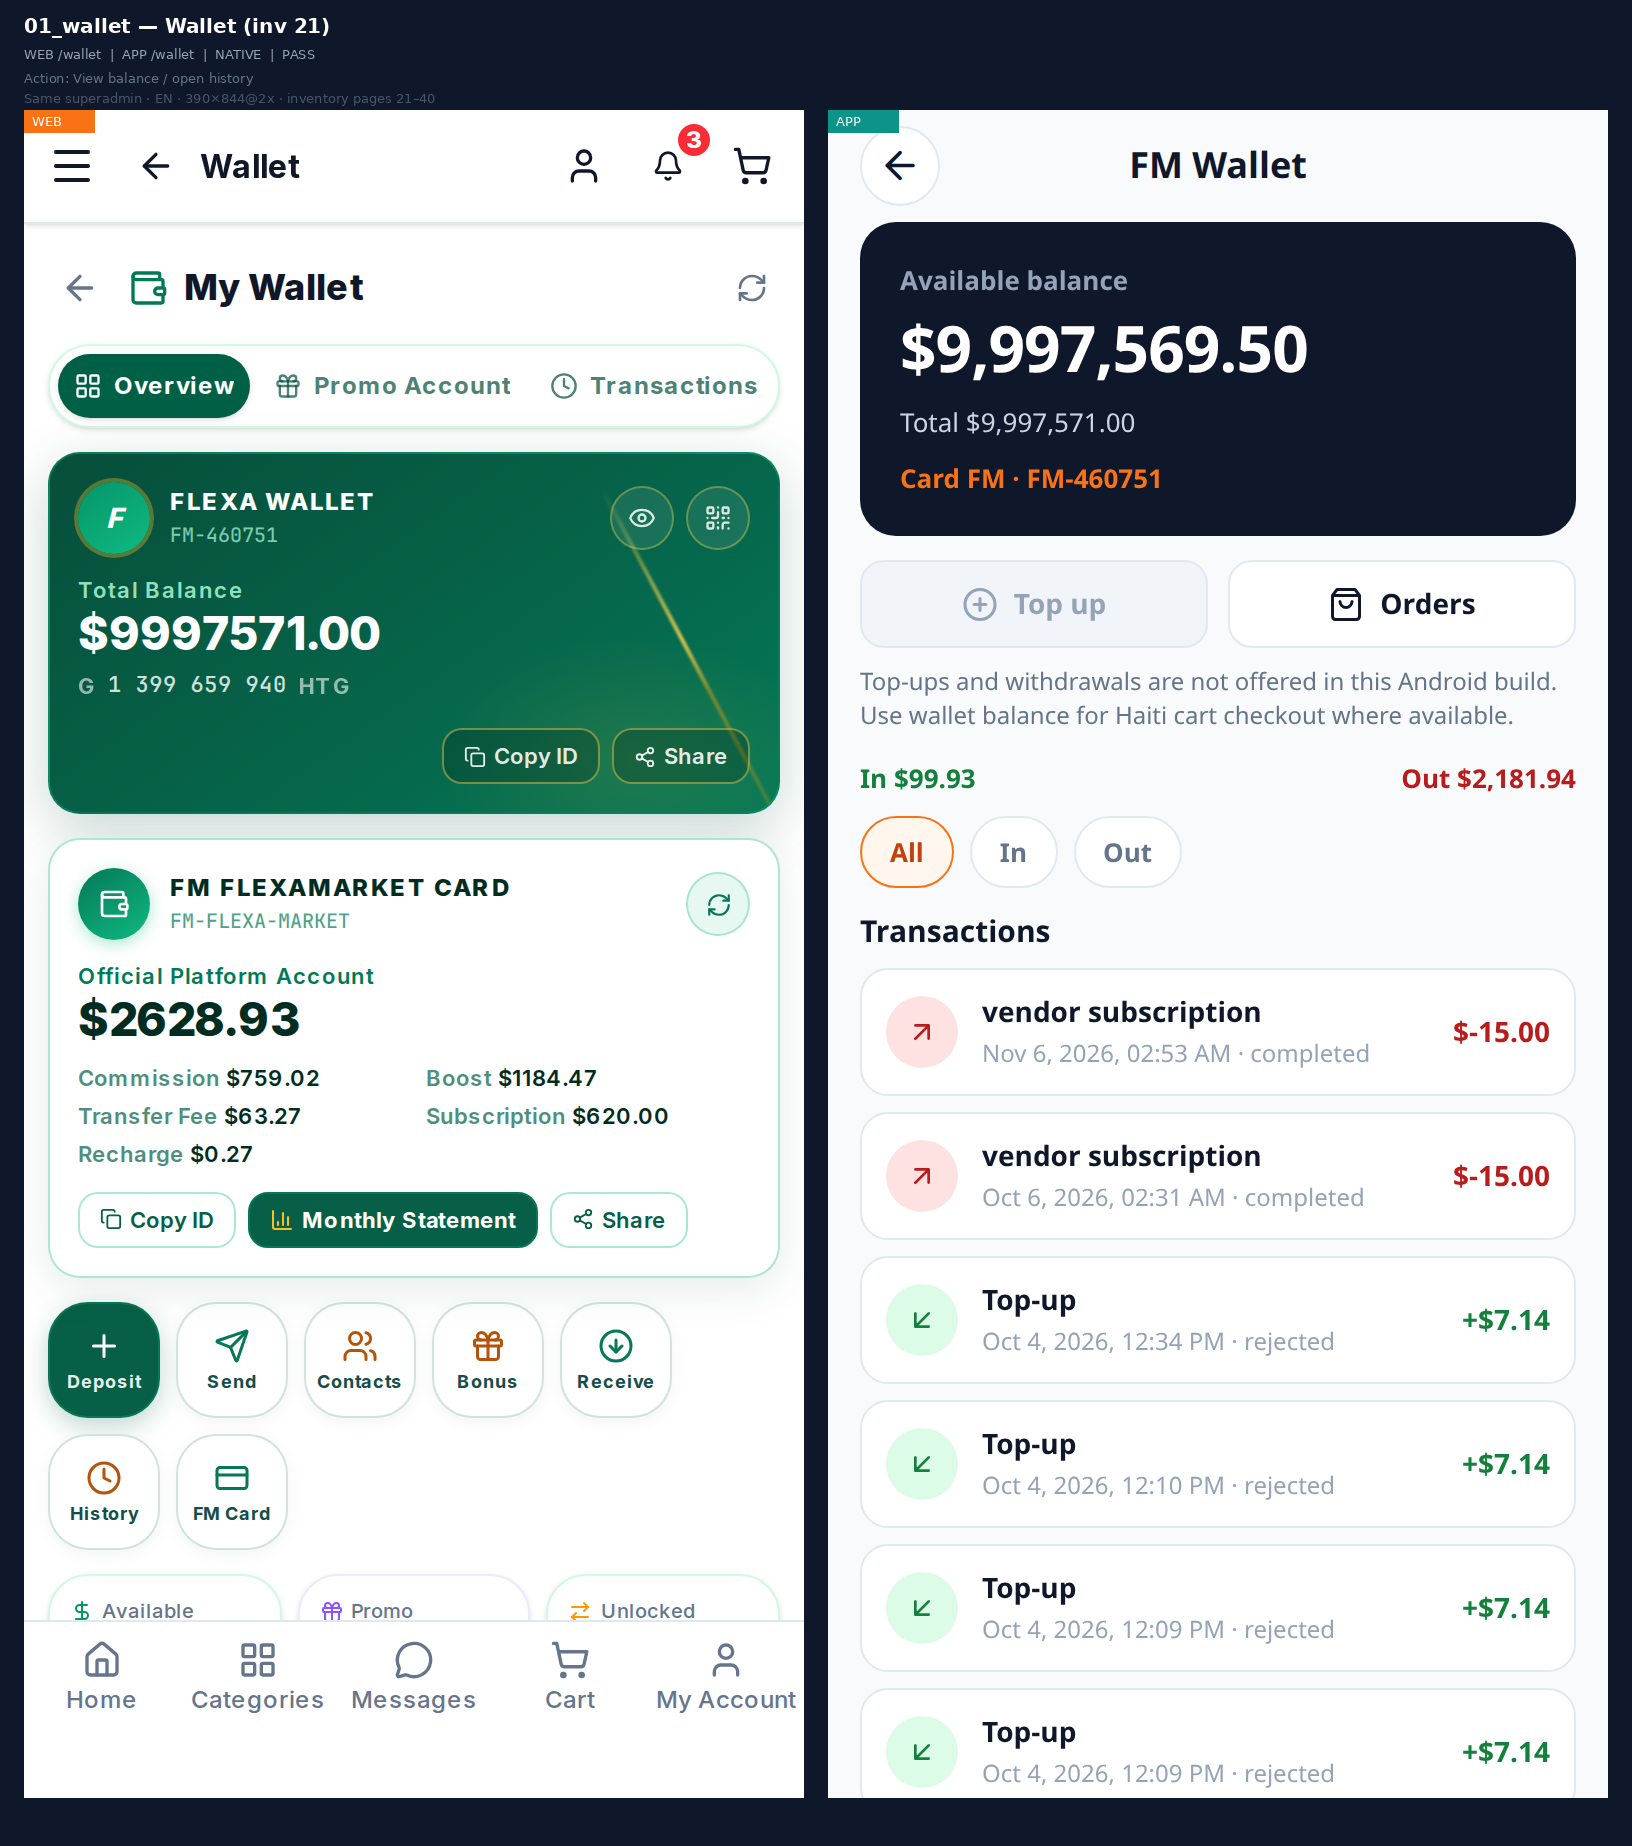 01_wallet — Wallet (inv 21)
WEB /wallet | APP /wallet | NATIVE | PASS
Action: View balance / open history
Same superadmin · EN · 390×844@2x · inventory pages 21–40
WEB
Wallet
3
My Wallet
Overview
Promo Account
Transactions
F
FLEXA WALLET
FM-460751
Total Balance
$9997571.00
G 1 399 659 940 HTG
Copy ID
Share
FM FLEXAMARKET CARD
FM-FLEXA-MARKET
Official Platform Account
$2628.93
Commission $759.02
Boost $1184.47
Transfer Fee $63.27
Subscription $620.00
Recharge $0.27
Copy ID
Monthly Statement
Share
Deposit
Send
Contacts
Bonus
Receive
History
FM Card
Available
Promo
Unlocked
Home
Categories
Messages
Cart
My Account
APP
FM Wallet
Available balance
$9,997,569.50
Total $9,997,571.00
Card FM · FM-460751
Top up
Orders
Top-ups and withdrawals are not offered in this Android build.
Use wallet balance for Haiti cart checkout where available.
In $99.93
Out $2,181.94
All
In
Out
Transactions
vendor subscription
Nov 6, 2026, 02:53 AM · completed
$-15.00
vendor subscription
Oct 6, 2026, 02:31 AM · completed
$-15.00
Top-up
Oct 4, 2026, 12:34 PM · rejected
+$7.14
Top-up
Oct 4, 2026, 12:10 PM · rejected
+$7.14
Top-up
Oct 4, 2026, 12:09 PM · rejected
+$7.14
Top-up
Oct 4, 2026, 12:09 PM · rejected
+$7.14